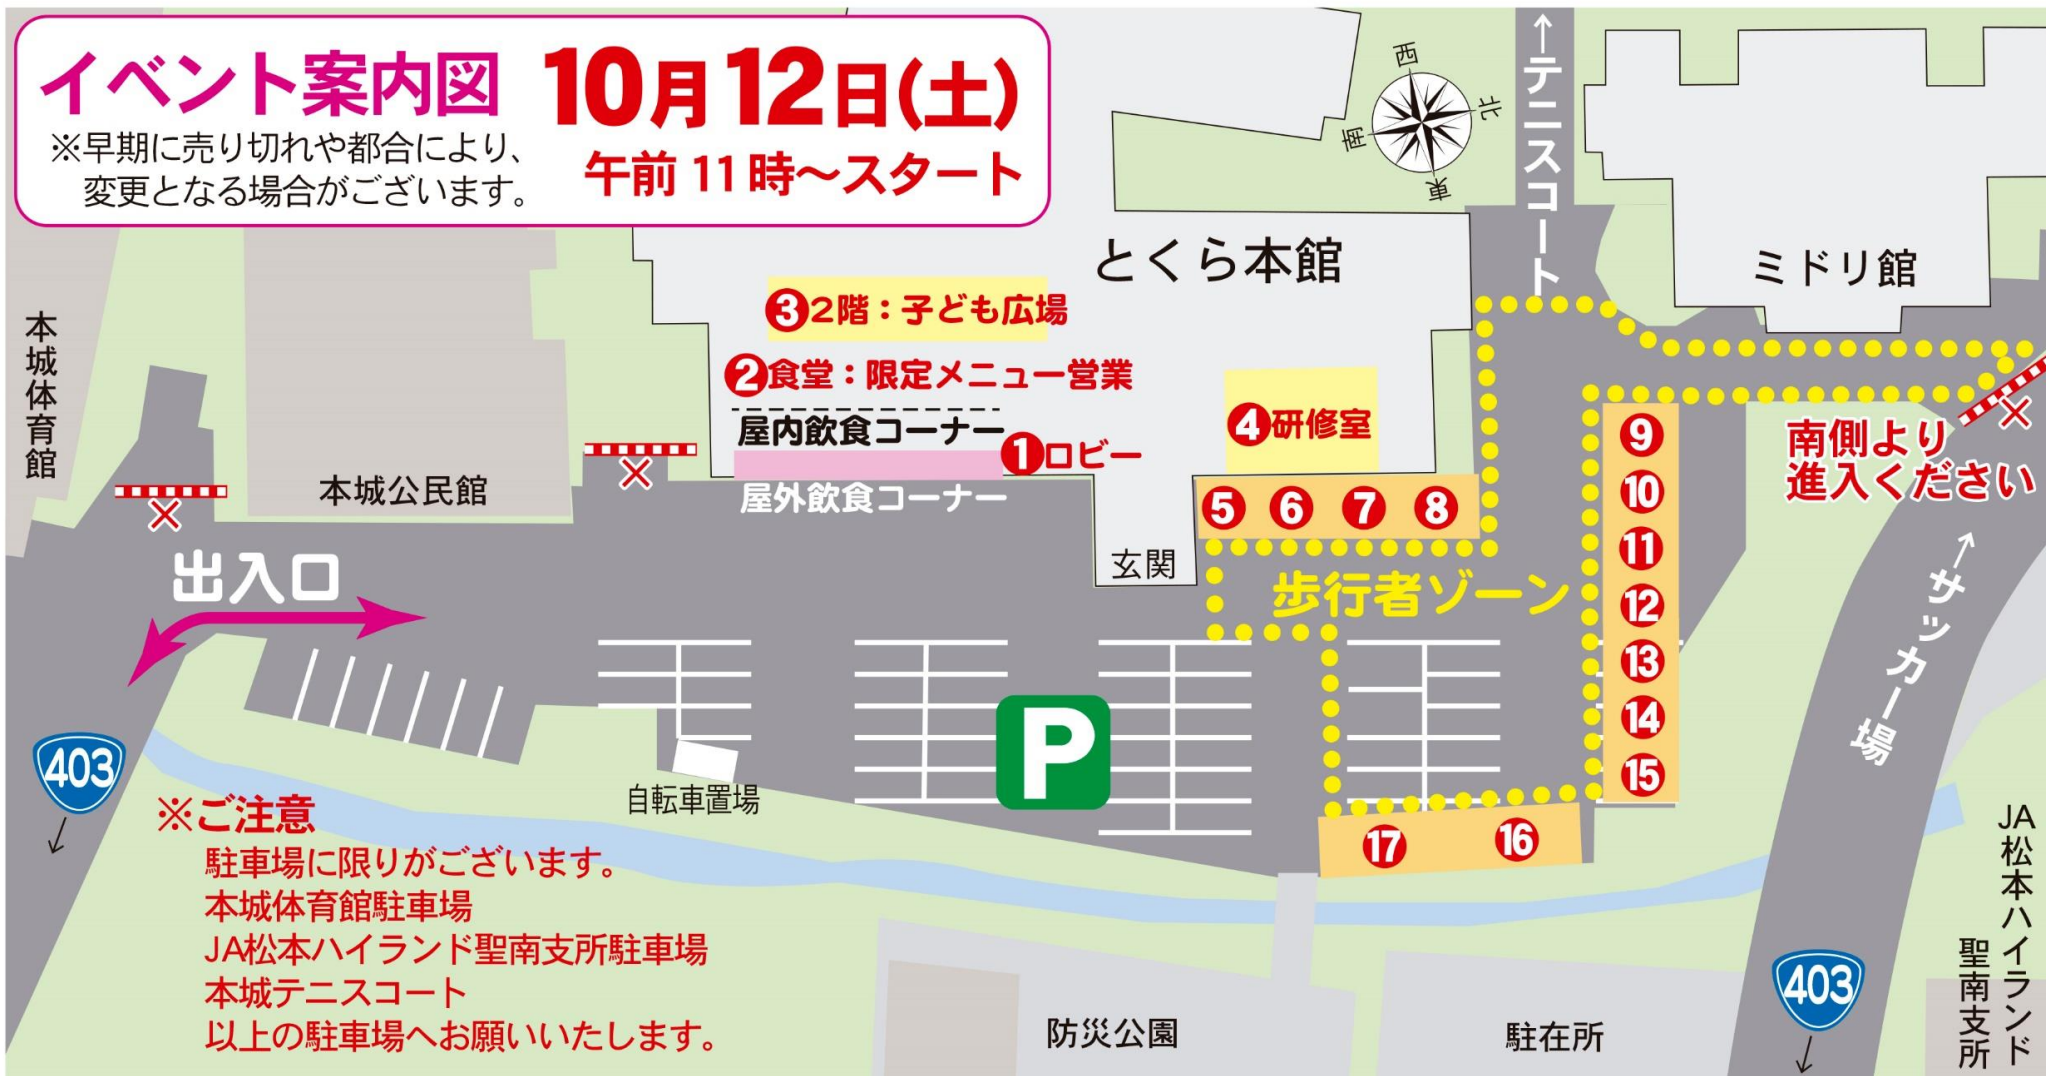 イベント案内図
※早期に売り切れや都合により、
変更となる場合がございます。
10月12日(土)
午前11時～スタート
西
北
南
東
←テニスコート
とくら本館
ミドリ館
❸2階：子ども広場
❷食堂：限定メニュー営業
屋内飲食コーナー
❶ロビー
屋外飲食コーナー
❹研修室
本城体育館
本城公民館
玄関
5 6 7 8
9
10
11
12
13
14
15
16
17
歩行者ゾーン
南側より
進入ください
←サッカー場
出入口
P
自転車置場
403
※ご注意
駐車場に限りがございます。
本城体育館駐車場
JA松本ハイランド聖南支所駐車場
本城テニスコート
以上の駐車場へお願いいたします。
防災公園
駐在所
403
JA松本ハイランド
聖南支所